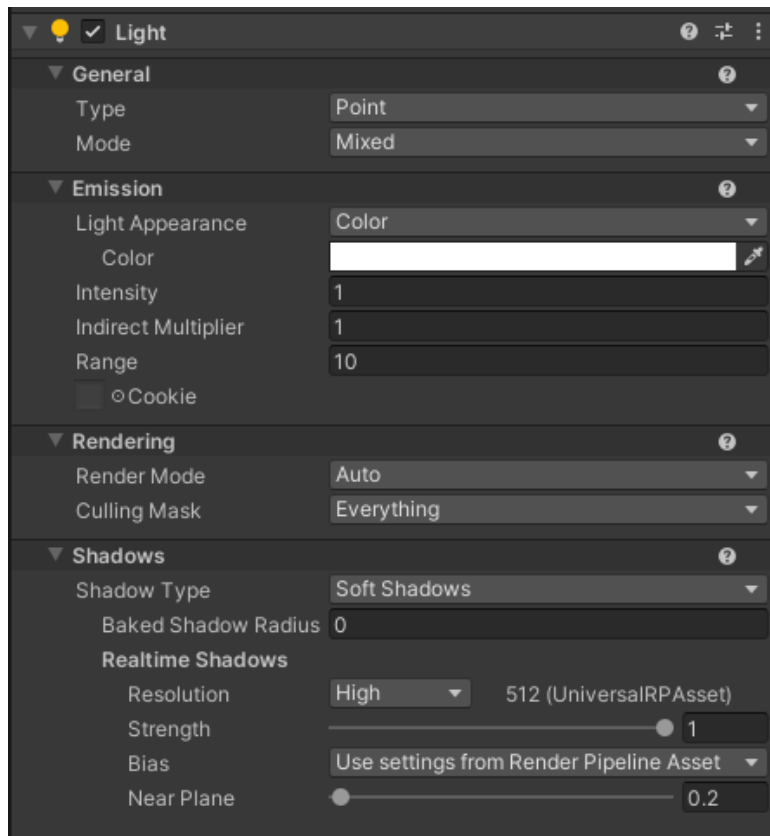 Light
General
Type Point
Mode Mixed
Emission
Light Appearance Color
Color
Intensity 1
Indirect Multiplier 1
Range 10
Cookie
Rendering
Render Mode Auto
Culling Mask Everything
Shadows
Shadow Type Soft Shadows
Baked Shadow Radius 0
Realtime Shadows
Resolution High 512 (UniversalRPAsset)
Strength 1
Bias Use settings from Render Pipeline Asset
Near Plane 0.2